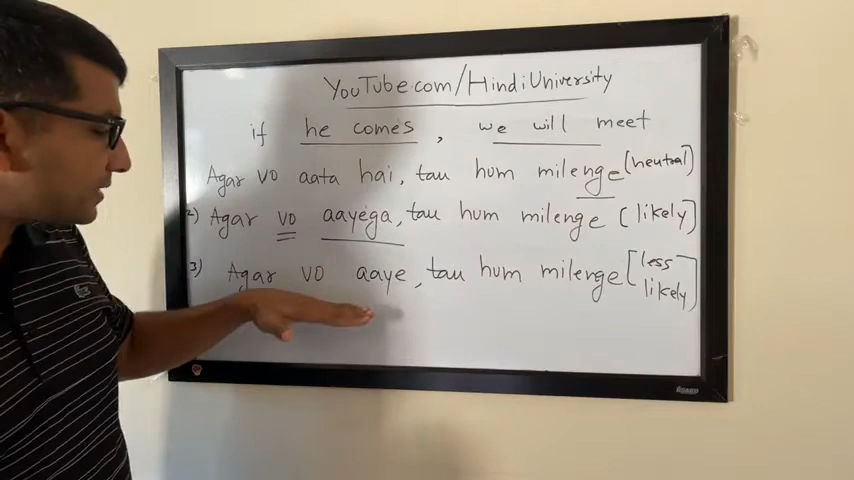 YouTube.com/HindiUniversity
if he comes, we will meet
Agar vo aata hai, tau hum milenge (neutral)
2) Agar vo aayega, tau hum milenge (likely)
3) Agar vo aaye, tau hum milenge (less likely)